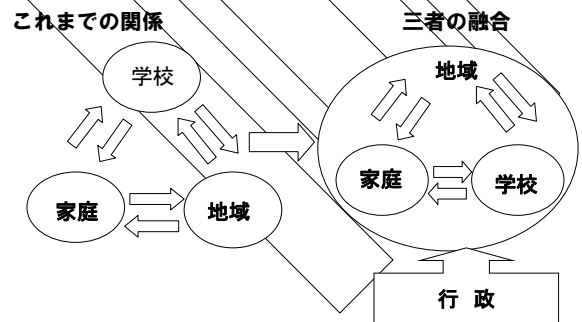 これまでの関係
三者の融合
学校
地域
家庭
地域
家庭
学校
行 政